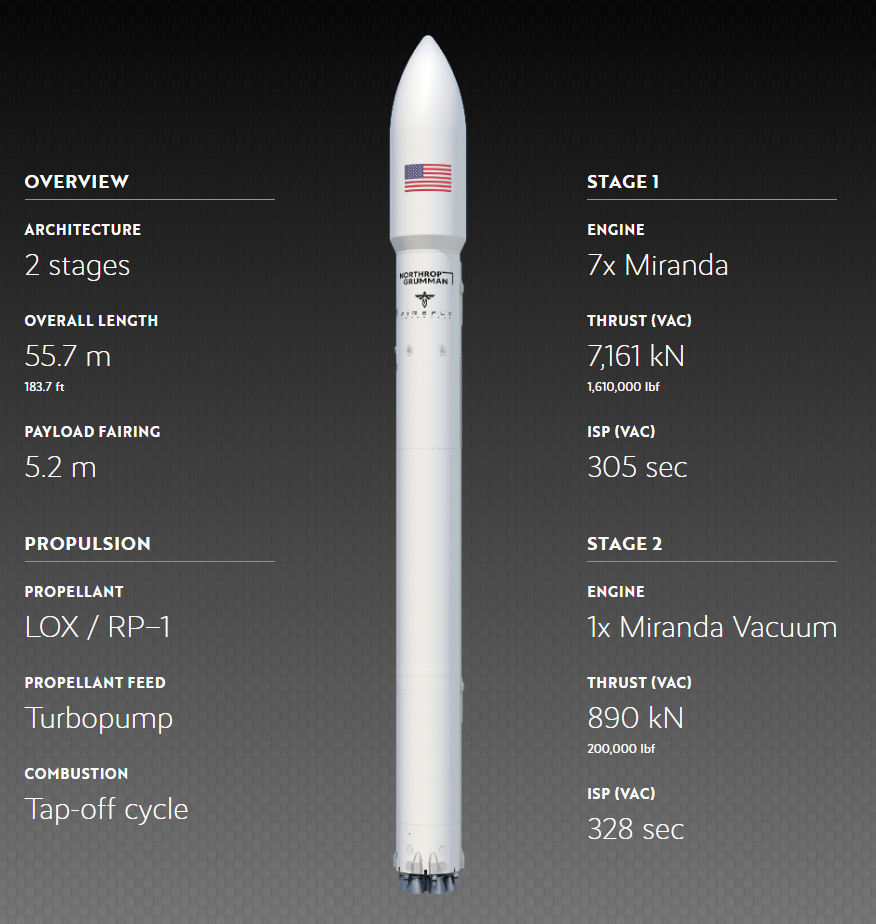 OVERVIEW
ARCHITECTURE
2 stages
OVERALL LENGTH
55.7 m
183.7 ft
PAYLOAD FAIRING
5.2 m
PROPULSION
PROPELLANT
LOX / RP–1
PROPELLANT FEED
Turbopump
COMBUSTION
Tap-off cycle
NORTHROP
GRUMMAN
FIREFLY
STAGE 1
ENGINE
7x Miranda
THRUST (VAC)
7,161 kN
1,610,000 lbf
ISP (VAC)
305 sec
STAGE 2
ENGINE
1x Miranda Vacuum
THRUST (VAC)
890 kN
200,000 lbf
ISP (VAC)
328 sec